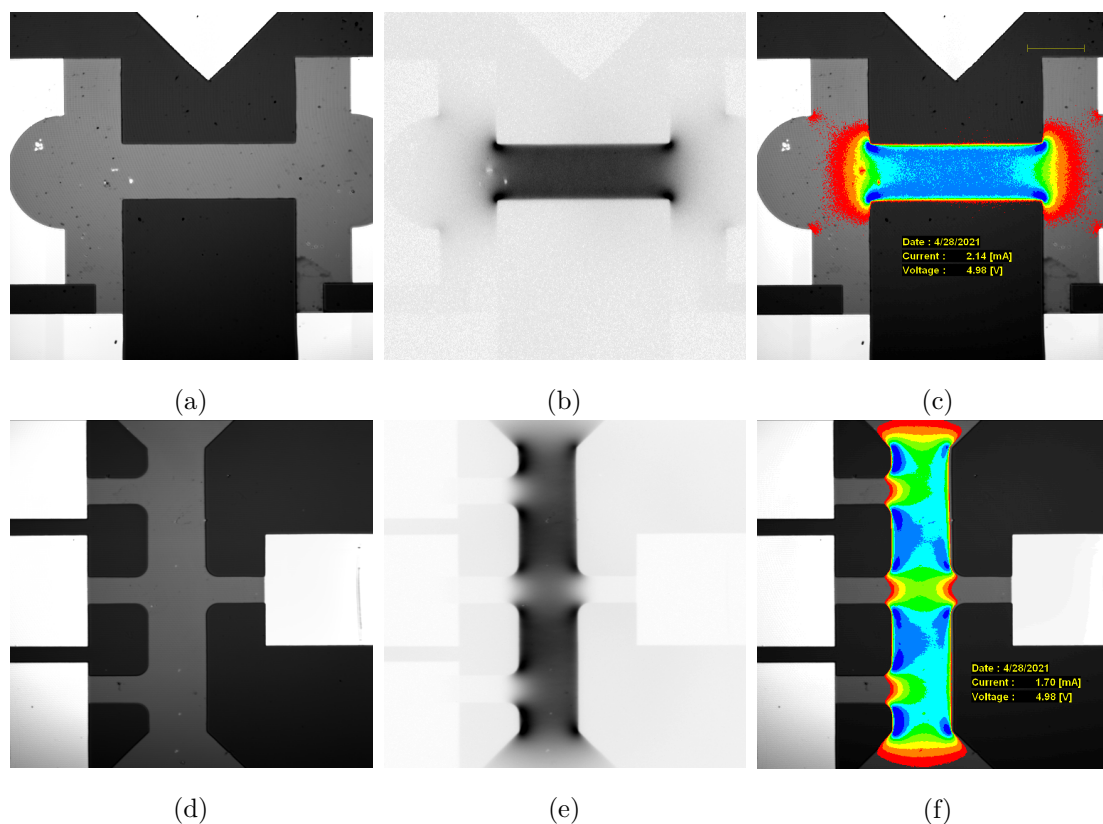 Date : 4/28/2021
Current : 2.14 [mA]
Voltage : 4.98 [V]
(a)
(b)
(c)
Date : 4/28/2021
Current : 1.70 [mA]
Voltage : 4.98 [V]
(d)
(e)
(f)